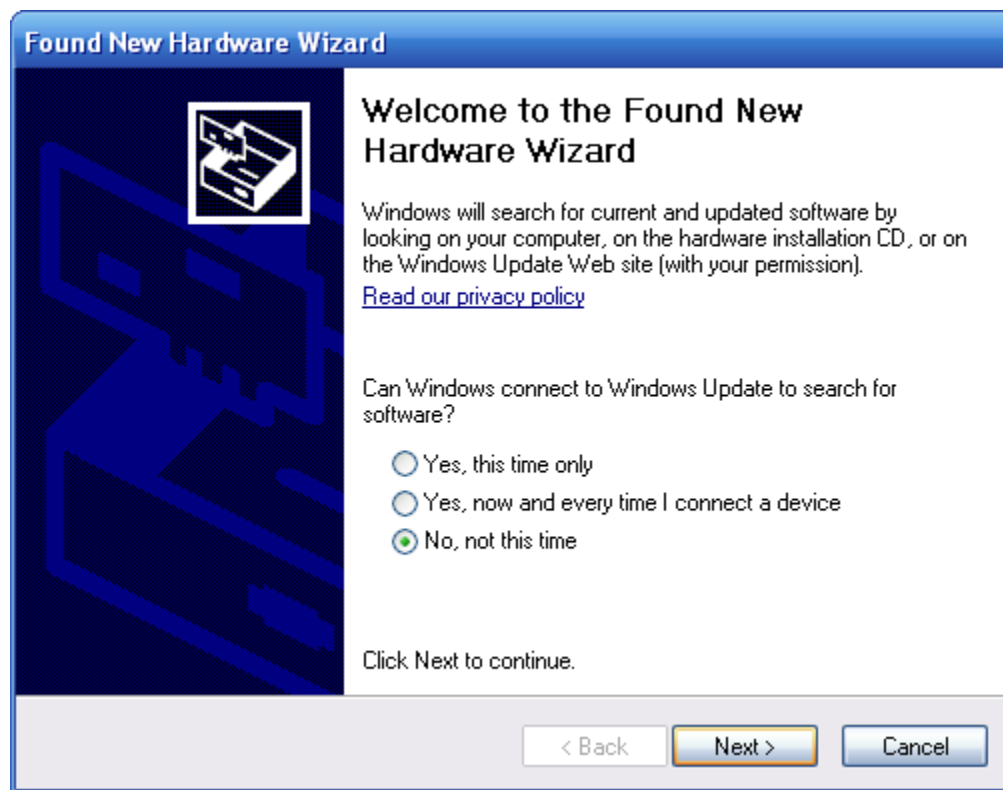 Found New Hardware Wizard
Welcome to the Found New
Hardware Wizard
Windows will search for current and updated software by
looking on your computer, on the hardware installation CD, or on
the Windows Update Web site (with your permission).
Read our privacy policy
Can Windows connect to Windows Update to search for
software?
Yes, this time only
Yes, now and every time I connect a device
No, not this time
Click Next to continue.
< Back
Next >
Cancel